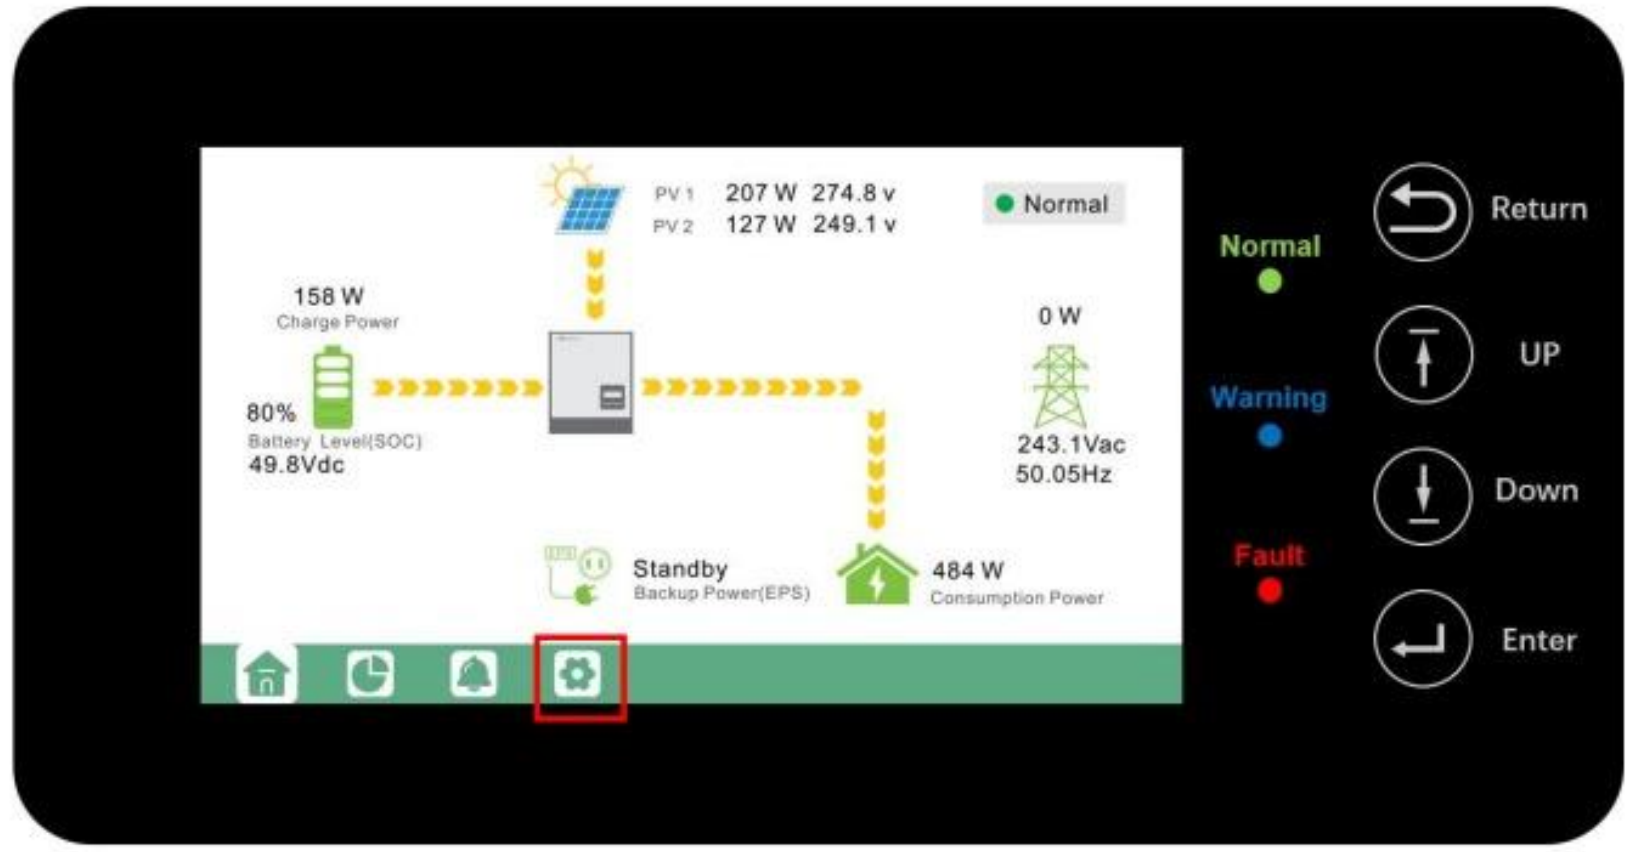 PV 1 207 W 274.8 v
PV 2 127 W 249.1 v
Normal
Return
Normal
158 W
Charge Power
0 W
UP
Warning
80%
Battery Level(SOC)
49.8Vdc
243.1Vac
50.05Hz
Down
Fault
Standby
Backup Power(EPS)
484 W
Consumption Power
Enter